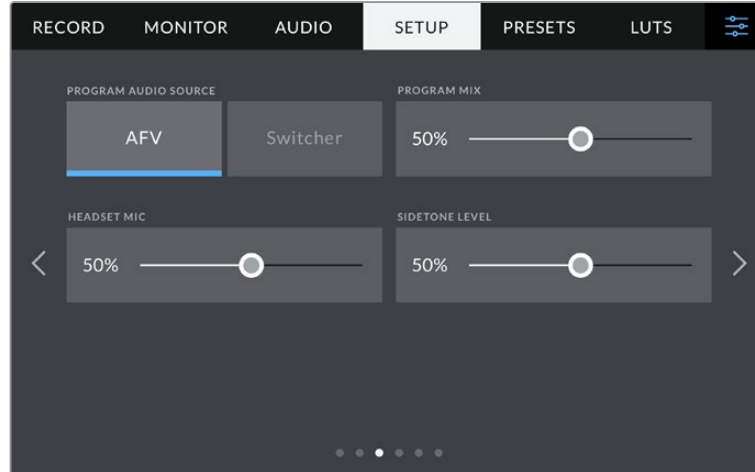 RECORD MONITOR AUDIO SETUP PRESETS LUTS
PROGRAM AUDIO SOURCE PROGRAM MIX
AFV Switcher 50%
HEADSET MIC SIDETONE LEVEL
50% 50%